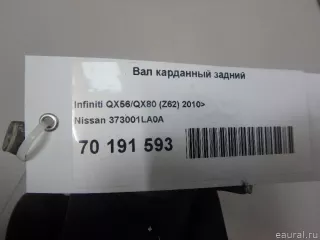 Вал карданный задний
Infiniti QX56/QX80 (Z62) 2010>
Nissan 373001LA0A
70 191 593
© eaural.ru